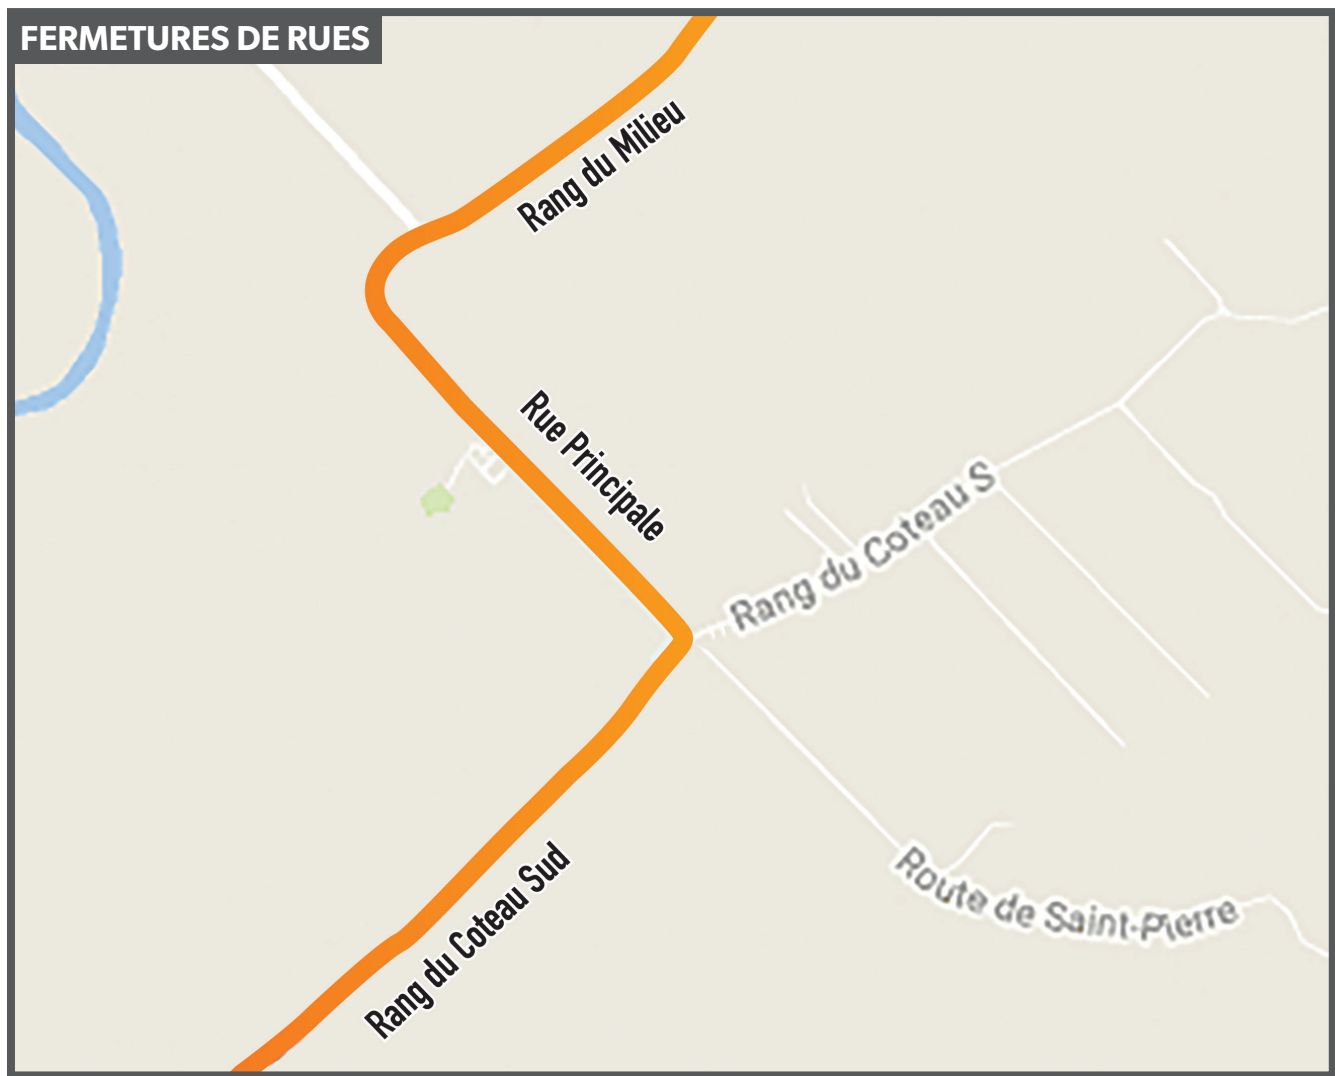 FERMETURES DE RUES
Rang du Milieu
Rue Principale
Rang du Coteau S
Rang du Coteau Sud
Route de Saint-Pierre